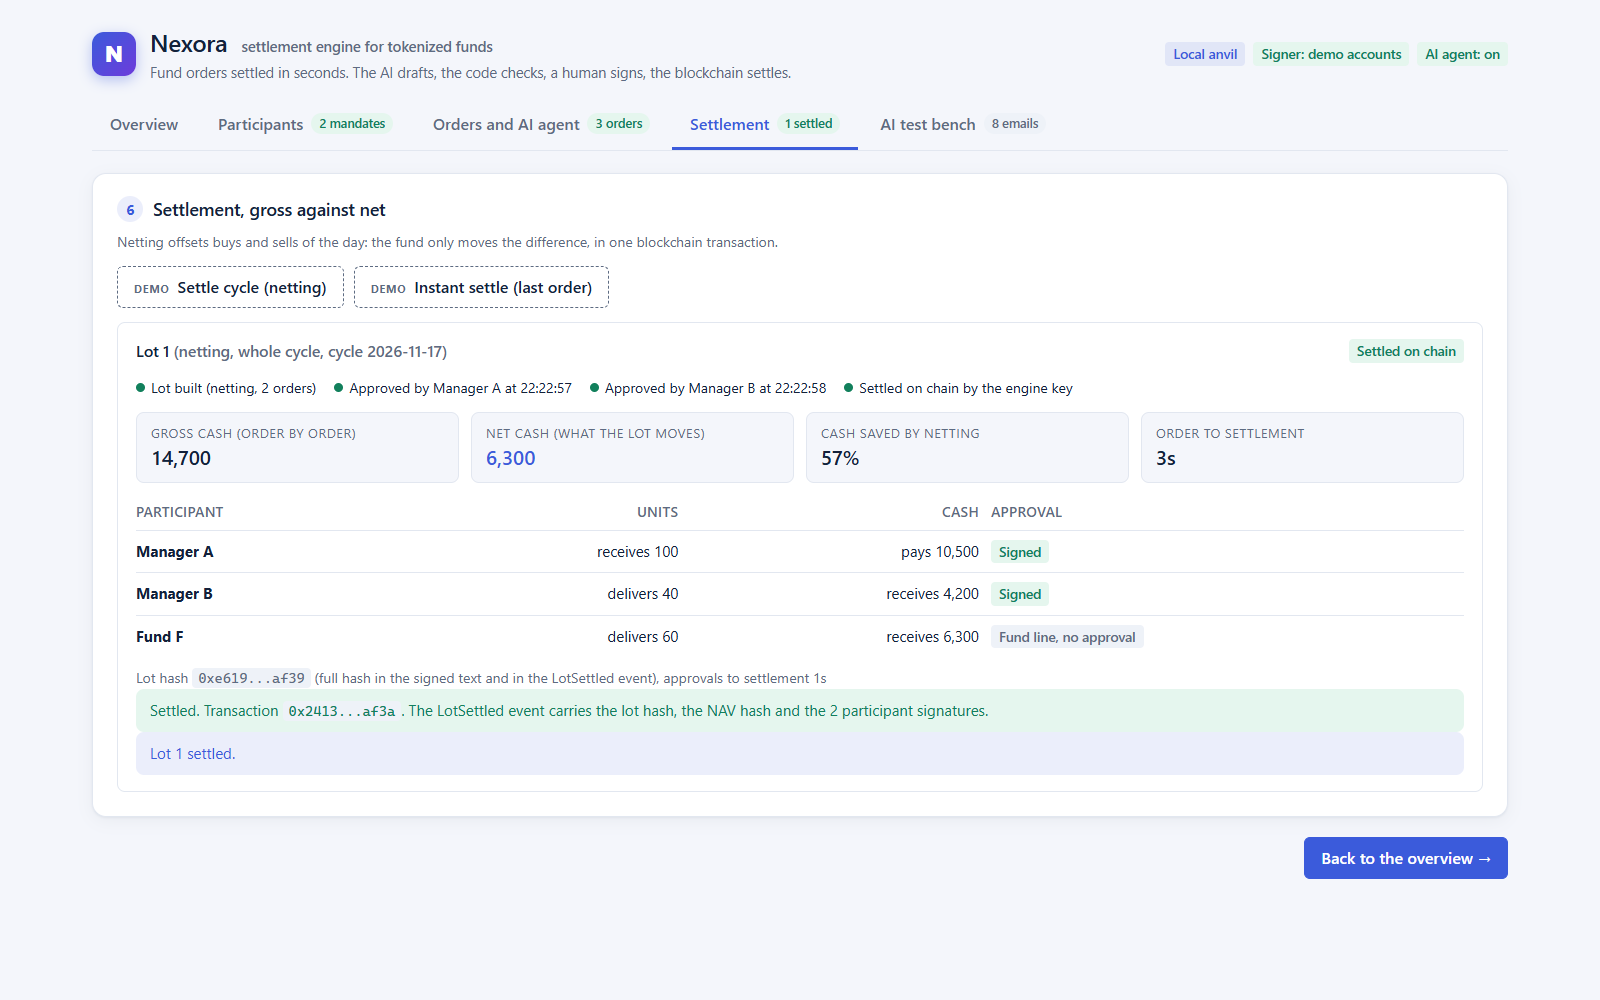 N
Nexora settlement engine for tokenized funds
Fund orders settled in seconds. The AI drafts, the code checks, a human signs, the blockchain settles.
Local anvil Signer: demo accounts AI agent: on
Overview Participants 2 mandates Orders and AI agent 3 orders Settlement 1 settled AI test bench 8 emails
6 Settlement, gross against net
Netting offsets buys and sells of the day: the fund only moves the difference, in one blockchain transaction.
DEMO Settle cycle (netting) DEMO Instant settle (last order)
Lot 1 (netting, whole cycle, cycle 2026-11-17) Settled on chain
Lot built (netting, 2 orders) Approved by Manager A at 22:22:57 Approved by Manager B at 22:22:58 Settled on chain by the engine key
GROSS CASH (ORDER BY ORDER) NET CASH (WHAT THE LOT MOVES) CASH SAVED BY NETTING ORDER TO SETTLEMENT
14,700 6,300 57% 3s
PARTICIPANT UNITS CASH APPROVAL
Manager A receives 100 pays 10,500 Signed
Manager B delivers 40 receives 4,200 Signed
Fund F delivers 60 receives 6,300 Fund line, no approval
Lot hash 0xe619...af39 (full hash in the signed text and in the LotSettled event), approvals to settlement 1s
Settled. Transaction 0x2413...af3a . The LotSettled event carries the lot hash, the NAV hash and the 2 participant signatures.
Lot 1 settled.
Back to the overview →